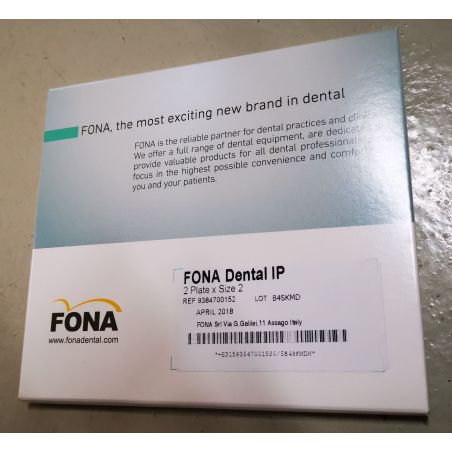 FONA, the most exciting new brand in dental
FONA is the reliable partner for dental practices and clinics
We offer a full range of dental equipment, are dedicated
provide valuable products for all dental professionals
focus in the highest possible convenience and comfort
you and your patients.
FONA Dental IP
2 Plate x Size 2
REF 9384700152 LOT B4SKMD
APRIL 2018
FONA Srl Via G.Galilei,11 Assago Italy
FONA
www.fonadental.com